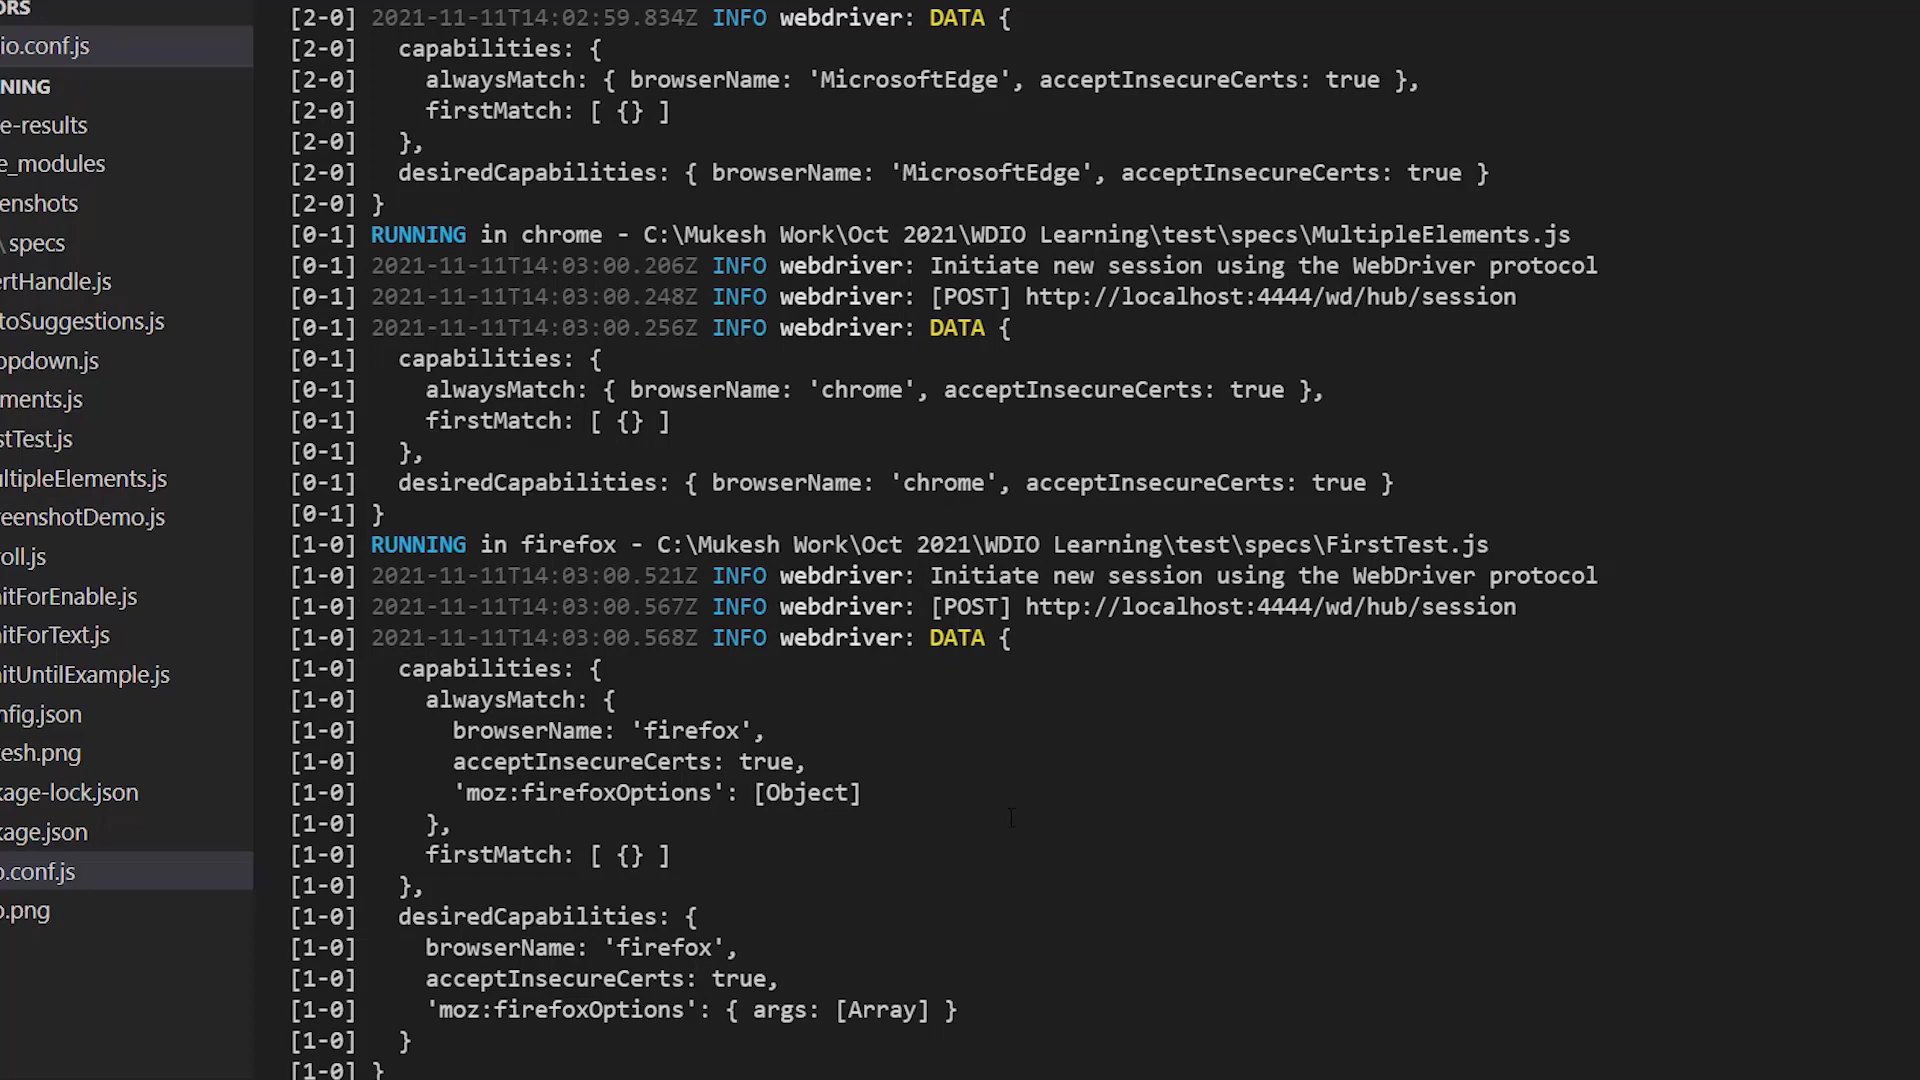 ORS
io.conf.js
NING
e-results
e_modules
enshots
\specs
ertHandle.js
toSuggestions.js
opdown.js
ments.js
stTest.js
ultipleElements.js
reenshotDemo.js
oll.js
aitForEnable.js
aitForText.js
aitUntilExample.js
nfig.json
esh.png
kage-lock.json
kage.json
o.conf.js
o.png
[2-0] 2021-11-11T14:02:59.834Z INFO webdriver: DATA {
[2-0]   capabilities: {
[2-0]     alwaysMatch: { browserName: 'MicrosoftEdge', acceptInsecureCerts: true },
[2-0]     firstMatch: [ {} ]
[2-0]   },
[2-0]   desiredCapabilities: { browserName: 'MicrosoftEdge', acceptInsecureCerts: true }
[2-0] }
[0-1] RUNNING in chrome - C:\Mukesh Work\Oct 2021\WDIO Learning\test\specs\MultipleElements.js
[0-1] 2021-11-11T14:03:00.206Z INFO webdriver: Initiate new session using the WebDriver protocol
[0-1] 2021-11-11T14:03:00.248Z INFO webdriver: [POST] http://localhost:4444/wd/hub/session
[0-1] 2021-11-11T14:03:00.256Z INFO webdriver: DATA {
[0-1]   capabilities: {
[0-1]     alwaysMatch: { browserName: 'chrome', acceptInsecureCerts: true },
[0-1]     firstMatch: [ {} ]
[0-1]   },
[0-1]   desiredCapabilities: { browserName: 'chrome', acceptInsecureCerts: true }
[0-1] }
[1-0] RUNNING in firefox - C:\Mukesh Work\Oct 2021\WDIO Learning\test\specs\FirstTest.js
[1-0] 2021-11-11T14:03:00.521Z INFO webdriver: Initiate new session using the WebDriver protocol
[1-0] 2021-11-11T14:03:00.567Z INFO webdriver: [POST] http://localhost:4444/wd/hub/session
[1-0] 2021-11-11T14:03:00.568Z INFO webdriver: DATA {
[1-0]   capabilities: {
[1-0]     alwaysMatch: {
[1-0]       browserName: 'firefox',
[1-0]       acceptInsecureCerts: true,
[1-0]       'moz:firefoxOptions': [Object]
[1-0]     },
[1-0]     firstMatch: [ {} ]
[1-0]   },
[1-0]   desiredCapabilities: {
[1-0]     browserName: 'firefox',
[1-0]     acceptInsecureCerts: true,
[1-0]     'moz:firefoxOptions': { args: [Array] }
[1-0]   }
[1-0] }